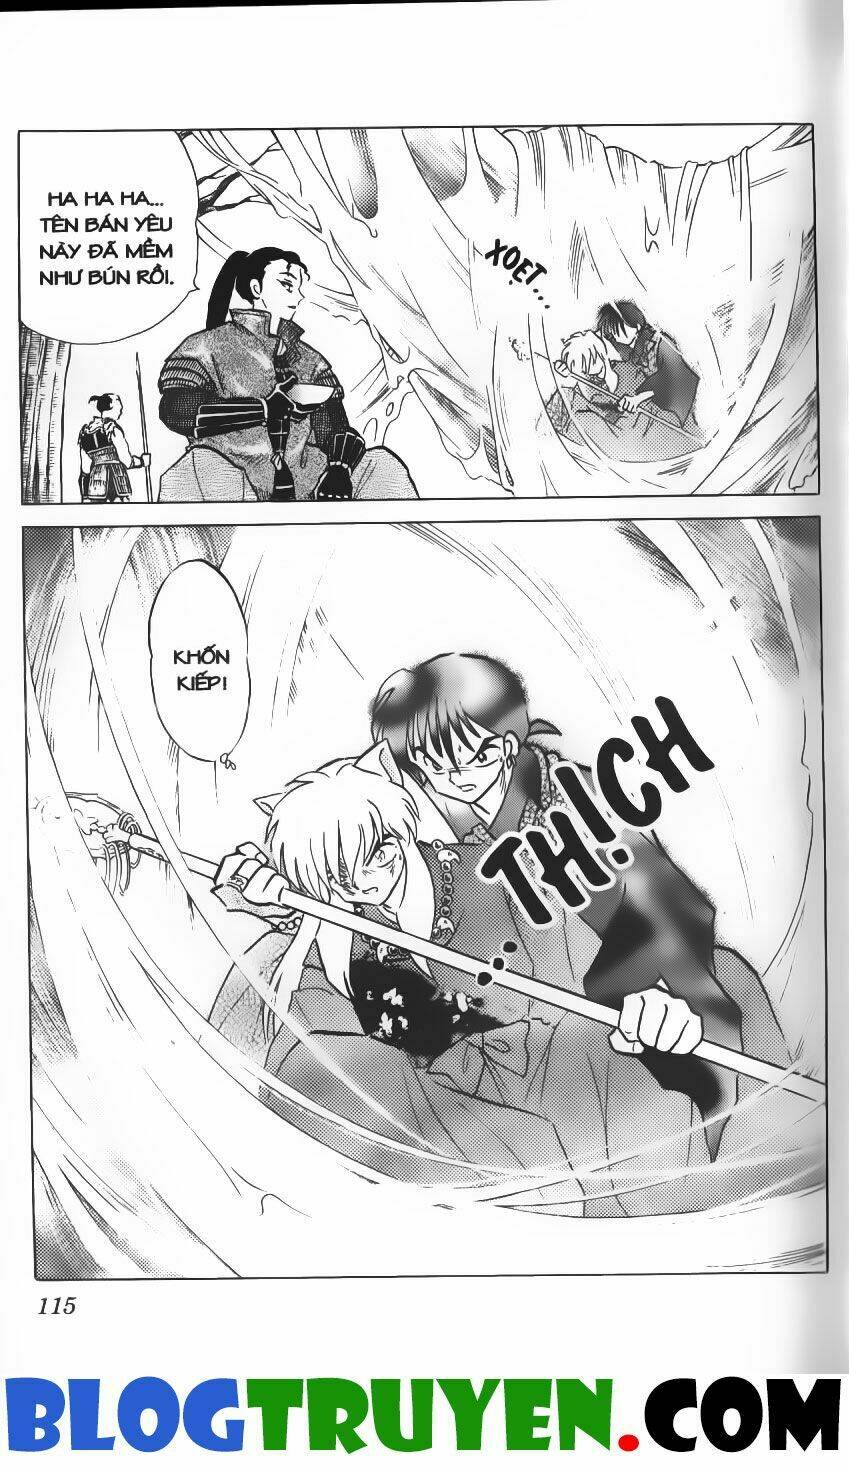 HA HA HA...
TÊN BÁN YÊU
NÀY ĐÃ MỀM
NHƯ BÚN RỒI.
XOẸT...
KHỐN
KIẾP!
THỊCH...
115
BLOGTRUYEN.COM